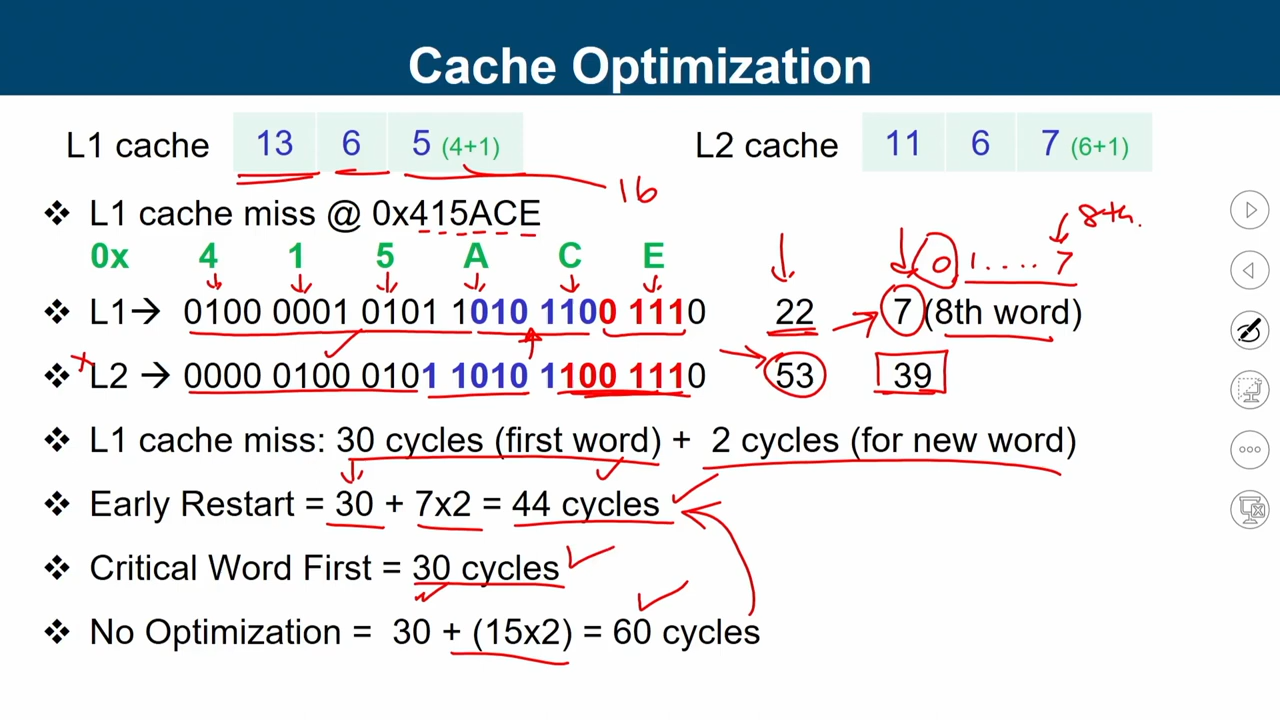 Cache Optimization
L1 cache 13 6 5 (4+1) L2 cache 11 6 7 (6+1)
16
❖ L1 cache miss @ 0x415ACE
8th.
0x 4 1 5 A C E 0 1....7
❖ L1→ 0100 0001 0101 1010 1100 1110 22 7 (8th word)
❖ L2 → 0000 0100 0101 1010 1100 1110 53 39
❖ L1 cache miss: 30 cycles (first word) + 2 cycles (for new word)
❖ Early Restart = 30 + 7x2 = 44 cycles
❖ Critical Word First = 30 cycles
❖ No Optimization = 30 + (15x2) = 60 cycles